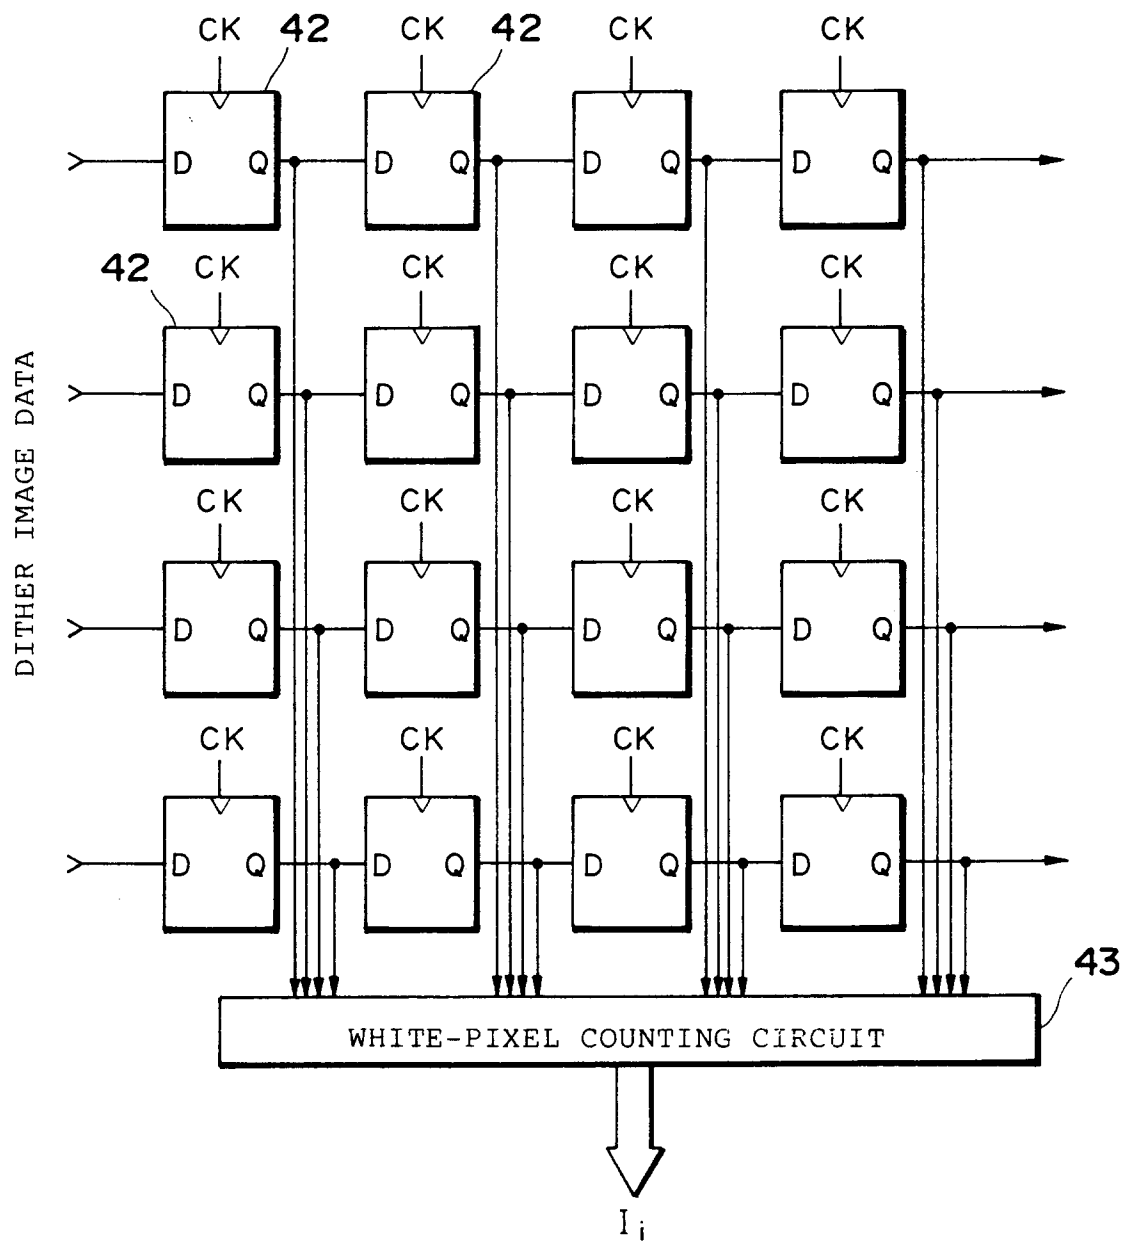 CK 42 CK 42 CK CK
D Q D Q D Q D Q
42 CK CK CK CK
D Q D Q D Q D Q
DITHER IMAGE DATA
CK CK CK CK
D Q D Q D Q D Q
CK CK CK CK
D Q D Q D Q D Q
43
WHITE-PIXEL COUNTING CIRCUIT
Ii